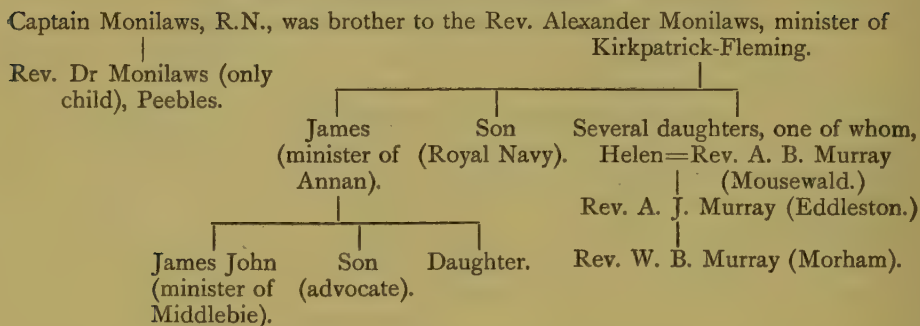 Captain Monilaws, R.N., was brother to the Rev. Alexander Monilaws, minister of
Kirkpatrick-Fleming.
Rev. Dr Monilaws (only
child), Peebles.
James
(minister of
Annan).
Son
(Royal Navy).
Several daughters, one of whom,
Helen=Rev. A. B. Murray
(Mousewald.)
Rev. A. J. Murray (Eddleston.)
Rev. W. B. Murray (Morham).
James John
(minister of
Middlebie).
Son
(advocate).
Daughter.